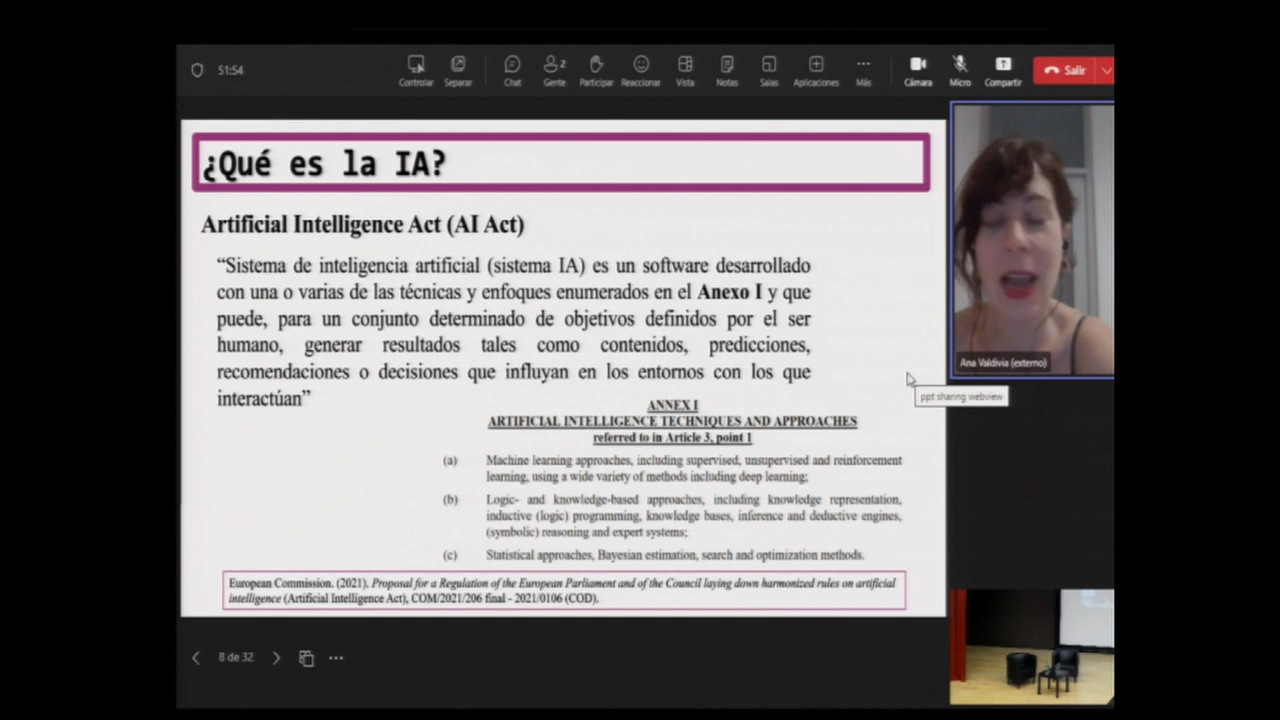 51:54
Controlar
Separar
Chat
Gente
2
Participar
Reaccionar
Vista
Notas
Salas
Aplicaciones
Más
Cámara
Micro
Compartir
Salir
¿Qué es la IA?
Artificial Intelligence Act (AI Act)
“Sistema de inteligencia artificial (sistema IA) es un software desarrollado
con una o varias de las técnicas y enfoques enumerados en el Anexo I y que
puede, para un conjunto determinado de objetivos definidos por el ser
humano, generar resultados tales como contenidos, predicciones,
recomendaciones o decisiones que influyan en los entornos con los que
interactúan”
ANNEX I
ARTIFICIAL INTELLIGENCE TECHNIQUES AND APPROACHES
referred to in Article 3, point 1
(a) Machine learning approaches, including supervised, unsupervised and reinforcement
learning, using a wide variety of methods including deep learning;
(b) Logic- and knowledge-based approaches, including knowledge representation,
inductive (logic) programming, knowledge bases, inference and deductive engines,
(symbolic) reasoning and expert systems;
(c) Statistical approaches, Bayesian estimation, search and optimization methods.
European Commission. (2021). Proposal for a Regulation of the European Parliament and of the Council laying down harmonized rules on artificial
intelligence (Artificial Intelligence Act), COM/2021/206 final - 2021/0106 (COD).
Ana Valdivia (externo)
ppt sharing webview
8 de 32